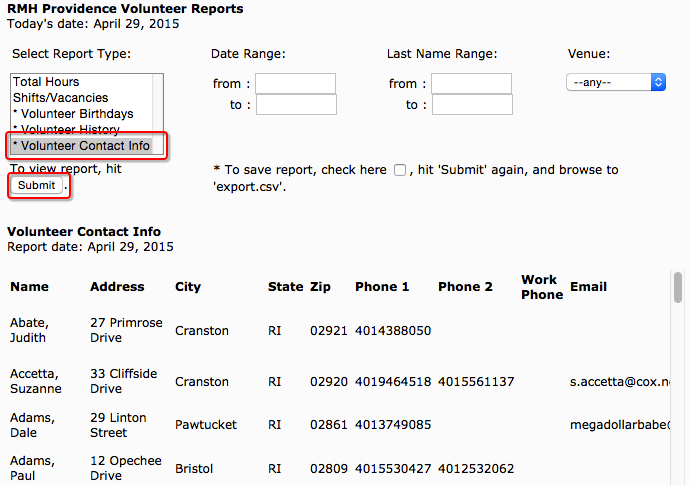 RMH Providence Volunteer Reports
Today's date: April 29, 2015
Select Report Type: Date Range: Last Name Range: Venue:
Total Hours
Shifts/Vacancies
* Volunteer Birthdays
* Volunteer History
* Volunteer Contact Info
from : from : --any--
to : to :
To view report, hit
Submit .
* To save report, check here , hit 'Submit' again, and browse to
'export.csv'.
Volunteer Contact Info
Report date: April 29, 2015
Name Address City State Zip Phone 1 Phone 2 Work Phone Email
Abate, Judith 27 Primrose Drive Cranston RI 02921 4014388050
Accetta, Suzanne 33 Cliffside Drive Cranston RI 02920 4019464518 4015561137 s.accetta@cox.n
Adams, Dale 29 Linton Street Pawtucket RI 02861 4013749085 megadollarbabe@
Adams, Paul 12 Opechee Drive Bristol RI 02809 4015530427 4012532062